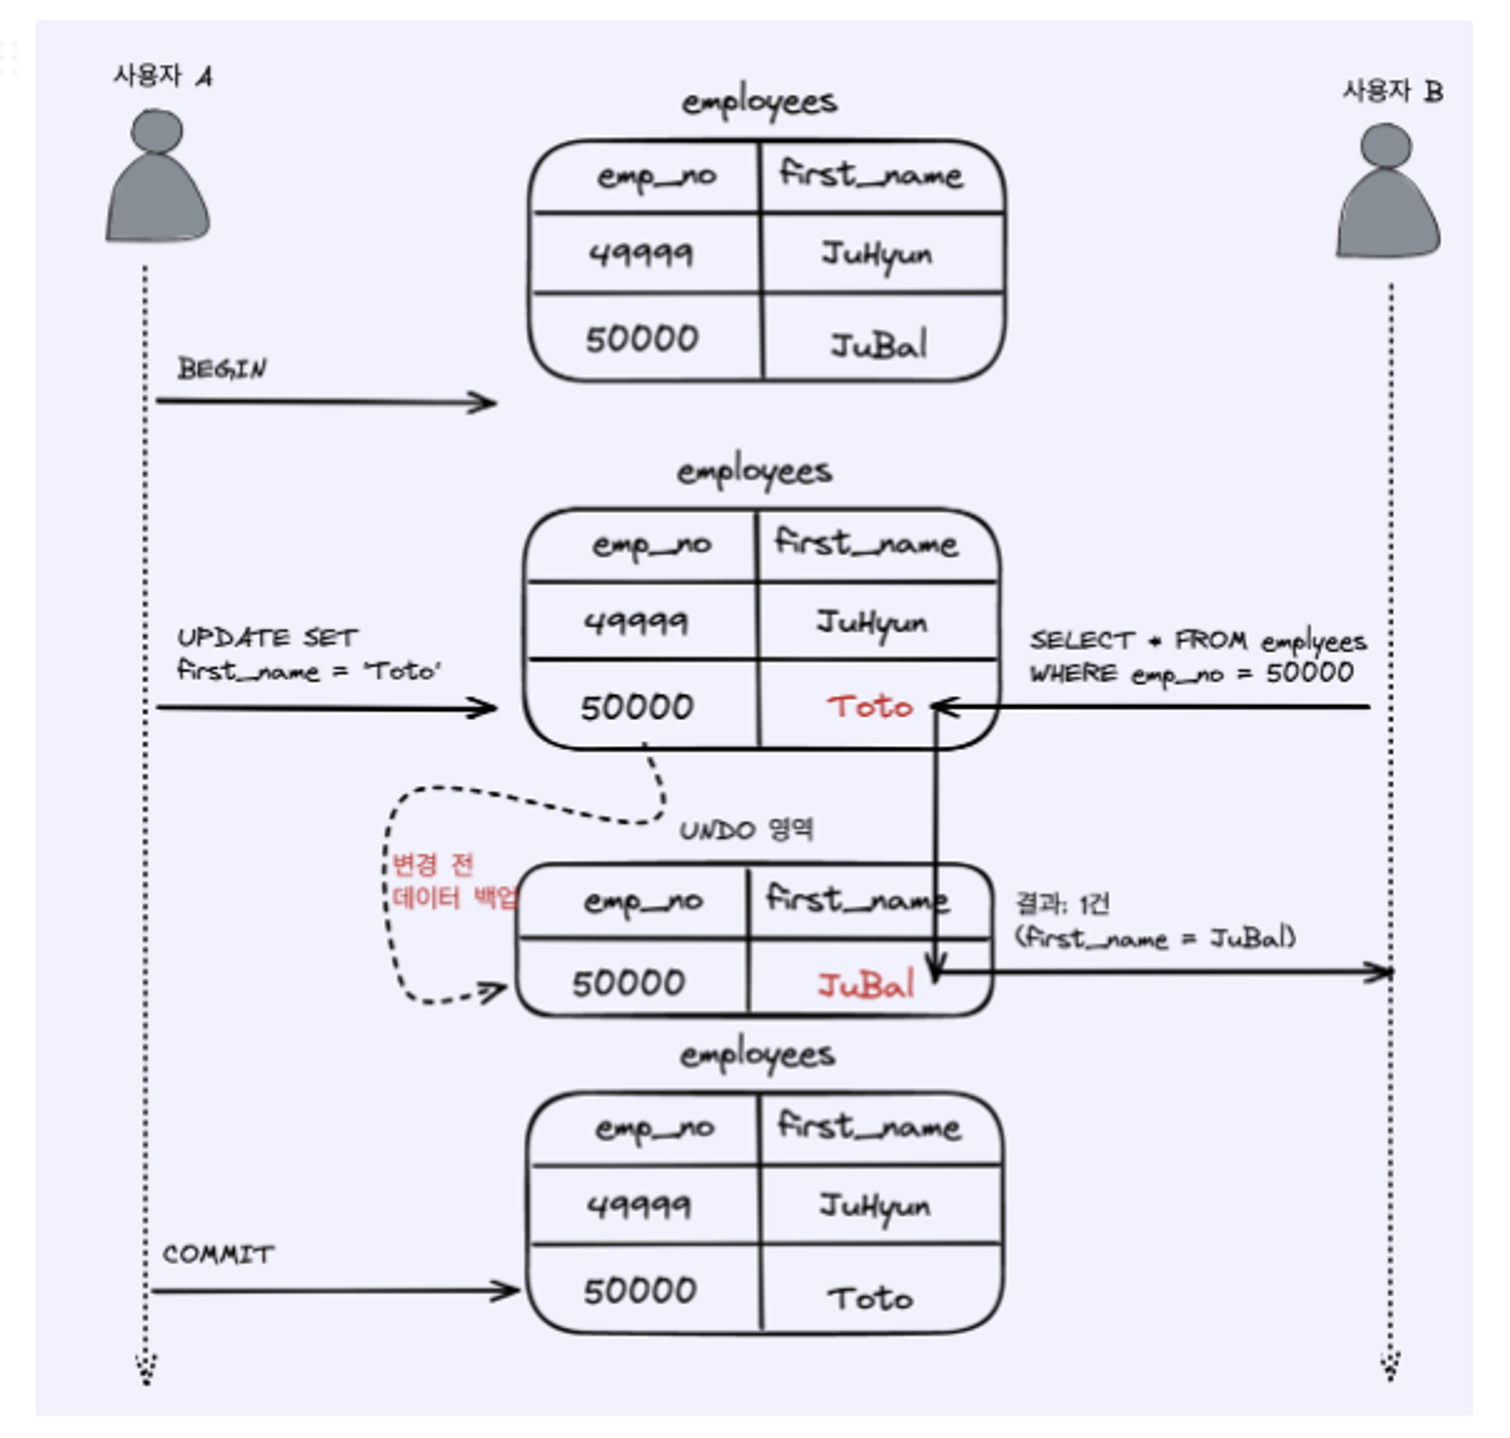 사용자 A
사용자 B
employees
emp_no first_name
49999 JuHyun
50000 JuBal
BEGIN
employees
emp_no first_name
49999 JuHyun
50000 Toto
UPDATE SET
first_name = 'Toto'
SELECT * FROM emplyees
WHERE emp_no = 50000
UNDO 영역
변경 전
데이터 백업
emp_no first_name
50000 JuBal
결과: 1건
(first_name = JuBal)
employees
emp_no first_name
49999 JuHyun
50000 Toto
COMMIT